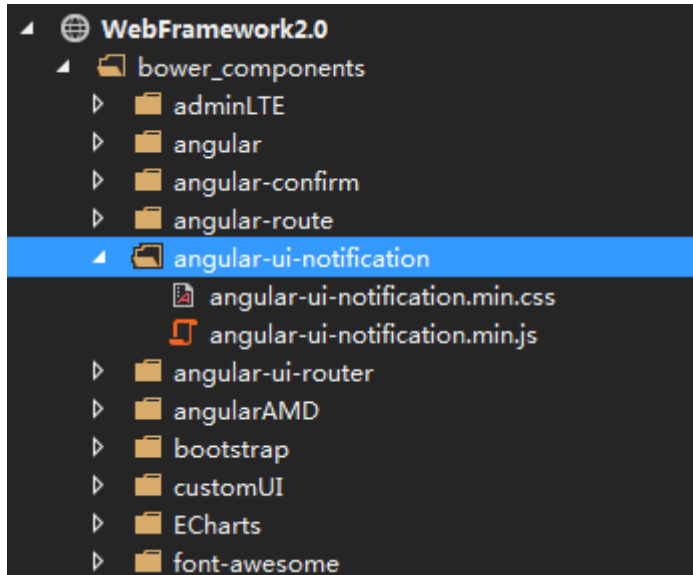 WebFramework2.0
bower_components
adminLTE
angular
angular-confirm
angular-route
angular-ui-notification
angular-ui-notification.min.css
angular-ui-notification.min.js
angular-ui-router
angularAMD
bootstrap
customUI
ECharts
font-awesome